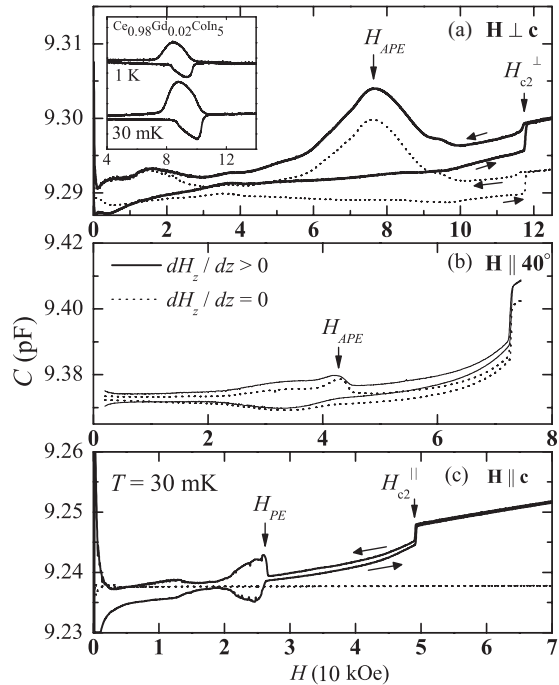 9.315
Ce0.98Gd0.02CoIn5
1 K
30 mK
4 8 12
(a) H ⊥ c
H_APE
H_c2^⊥
9.30
9.29
0 2 4 6 8 10 12
9.42
dH_z / dz > 0
dH_z / dz = 0
(b) H || 40°
9.40
H_APE
9.38
C (pF)
0 2 4 6 8
9.26
T = 30 mK
(c) H || c
H_c2^||
H_PE
9.25
9.24
9.23
0 1 2 3 4 5 6 7
H (10 kOe)